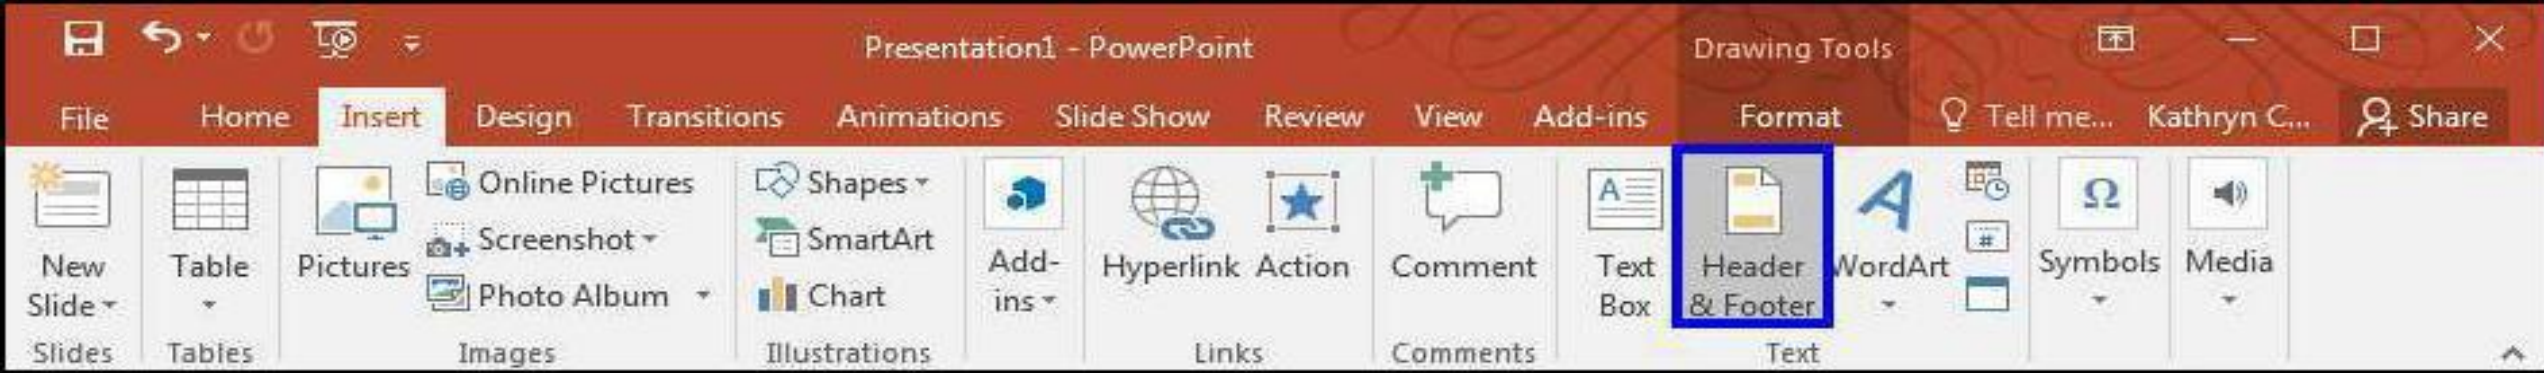 Presentation1 - PowerPoint
Drawing Tools
File Home Insert Design Transitions Animations Slide Show Review View Add-ins Format Tell me... Kathryn C... Share
New
Slide
Table
Pictures
Online Pictures
Screenshot
Photo Album
Shapes
SmartArt
Chart
Add-
ins
Hyperlink
Action
Comment
A
Text
Box
Header
& Footer
A
WordArt
#
Ω
Symbols
Media
Slides Tables Images Illustrations Links Comments Text